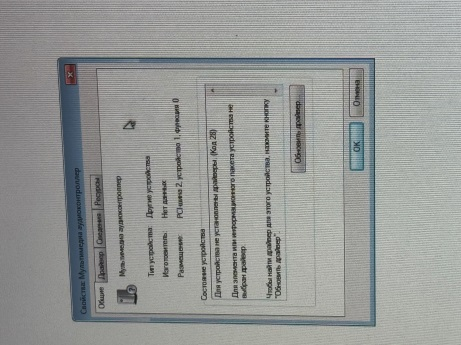 Свойства: Мультимедиа аудиоконтроллер
Общие Драйвер Сведения Ресурсы
Мультимедиа аудиоконтроллер
Тип устройства: Другие устройства
Изготовитель: Нет данных
Размещение: PCI-шина 2, устройство 1, функция 0
Состояние устройства
Для устройства не установлены драйверы. (Код 28)
Для элемента или информационного пакета устройства не
выбран драйвер.
Чтобы найти драйвер для этого устройства, нажмите кнопку
"Обновить драйвер".
Обновить драйвер...
OK Отмена